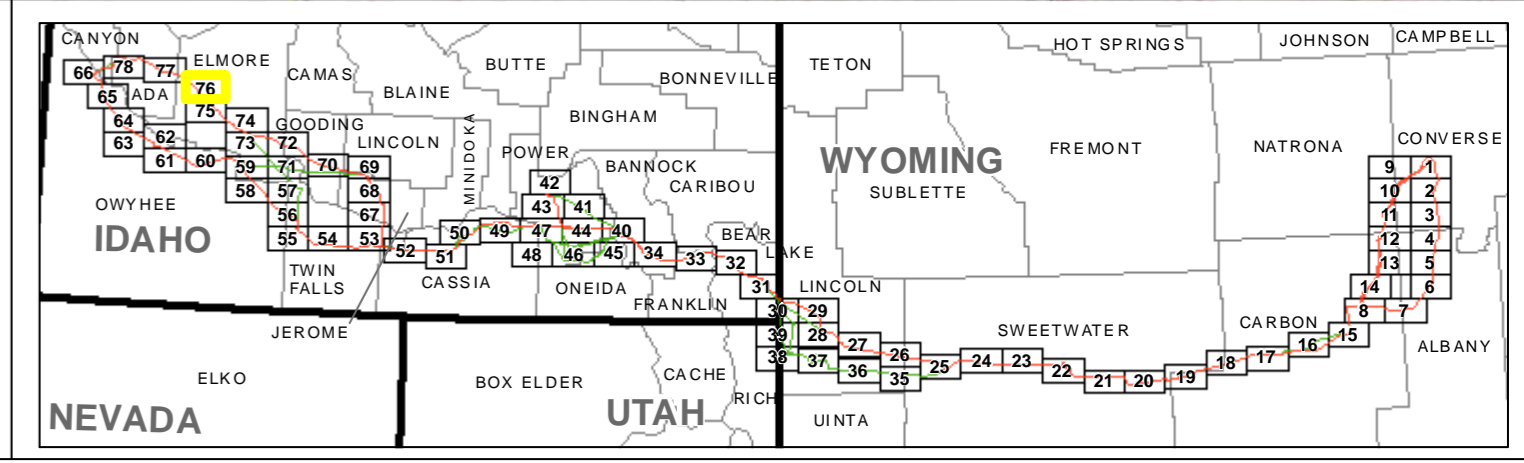 CANYON
ELMORE
ADA
CAMAS
BUTTE
BLAINE
BONNEVILLE
BINGHAM
GOODING
LINCOLN
MINIDOKA
POWER
BANNOCK
CARIBOU
OWYHEE
IDAHO
TWIN
FALLS
JEROME
CASSIA
ONEIDA
FRANKLIN
BEAR
LAKE
ELKO
NEVADA
BOX ELDER
UTAH
CACHE
RICH
TETON
HOT SPRINGS
JOHNSON
CAMPBELL
WYOMING
SUBLETTE
FREMONT
NATRONA
CONVERSE
LINCOLN
SWEETWATER
CARBON
ALBANY
UINTA
66 78 77
76
65 75
64 74
63 62 73 72
61 60 59 71 70 69
58 57 68
56 67
55 54 53
52 51 50 49 48
42
43 41
47 44 40
46 45
34 33 32
31
30 29
39 28
38 37 27
36 26
35 25 24 23 22
21 20 19 18 17 16 15
9 1
10 2
11 3
12 4
13 5
14 6
8 7